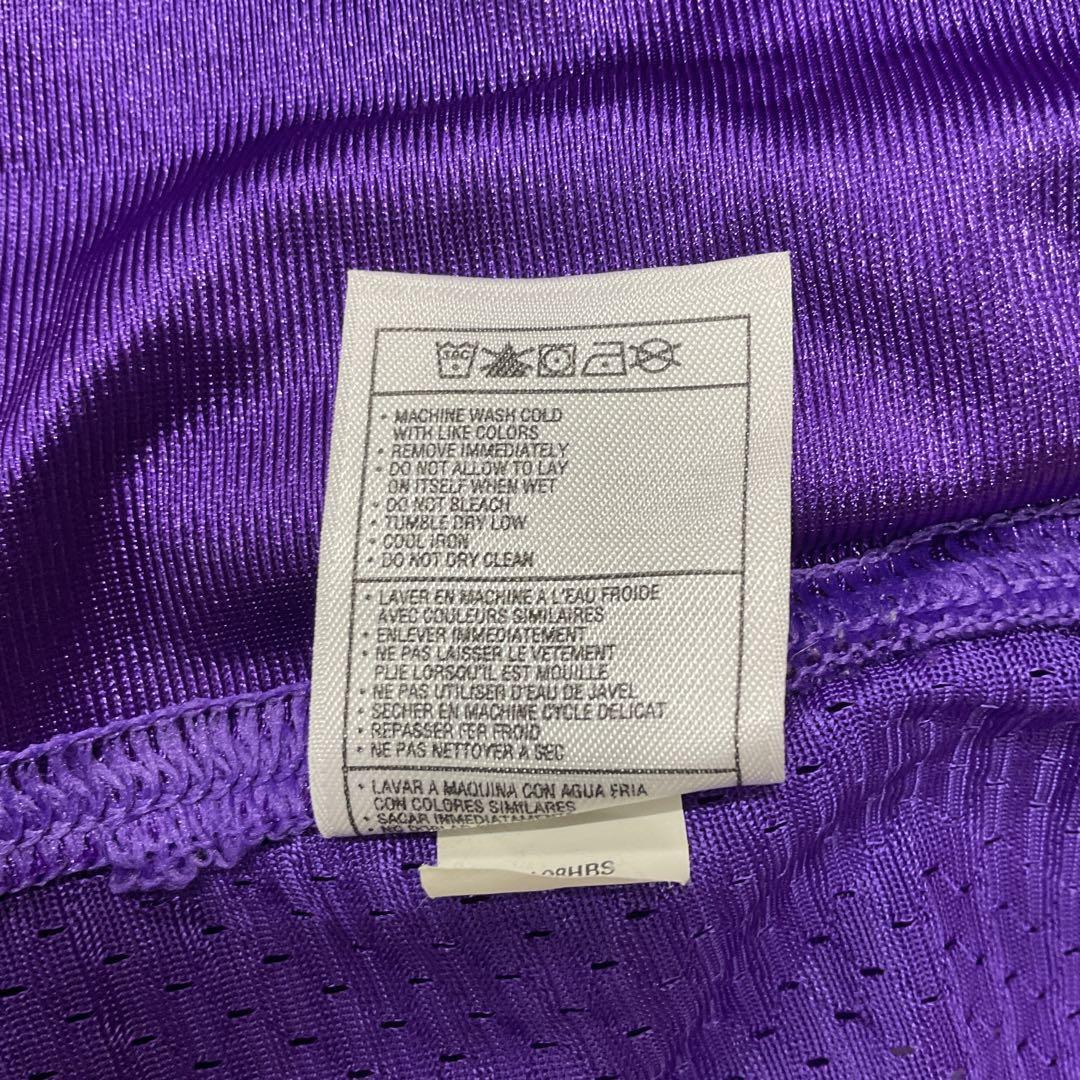 • MACHINE WASH COLD
WITH LIKE COLORS
• REMOVE IMMEDIATELY
• DO NOT ALLOW TO LAY
ON ITSELF WHEN WET
• DO NOT BLEACH
• TUMBLE DRY LOW
• COOL IRON
• DO NOT DRY CLEAN
• LAVER EN MACHINE A L'EAU FROIDE
AVEC COULEURS SIMILAIRES
• ENLEVER IMMEDIATEMENT
• NE PAS LAISSER LE VETEMENT
PLIE LORSQU'IL EST MOUILLE
• NE PAS UTILISER D'EAU DE JAVEL
• SECHER EN MACHINE CYCLE DELICAT
• REPASSER FER FROID
• NE PAS NETTOYER A SEC
• LAVAR A MAQUINA CON AGUA FRIA
CON COLORES SIMILARES
• SACAR INMEDIATAMENTE